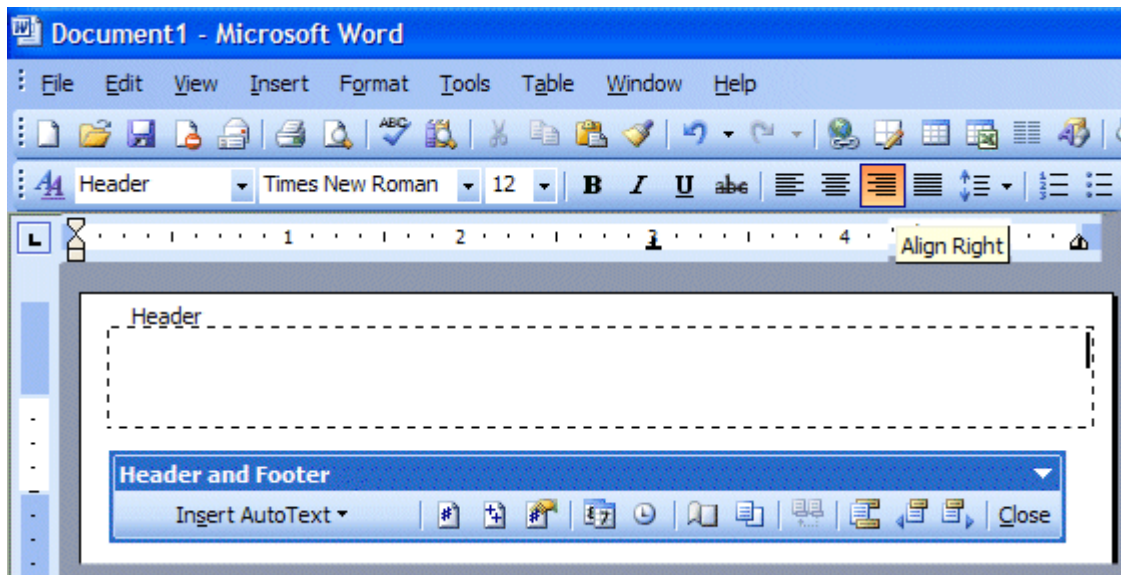 Document1 - Microsoft Word
File Edit View Insert Format Tools Table Window Help
ABC
Header Times New Roman 12 B I U abc
1 2 3 4 Align Right
Header
Header and Footer
Insert AutoText Close